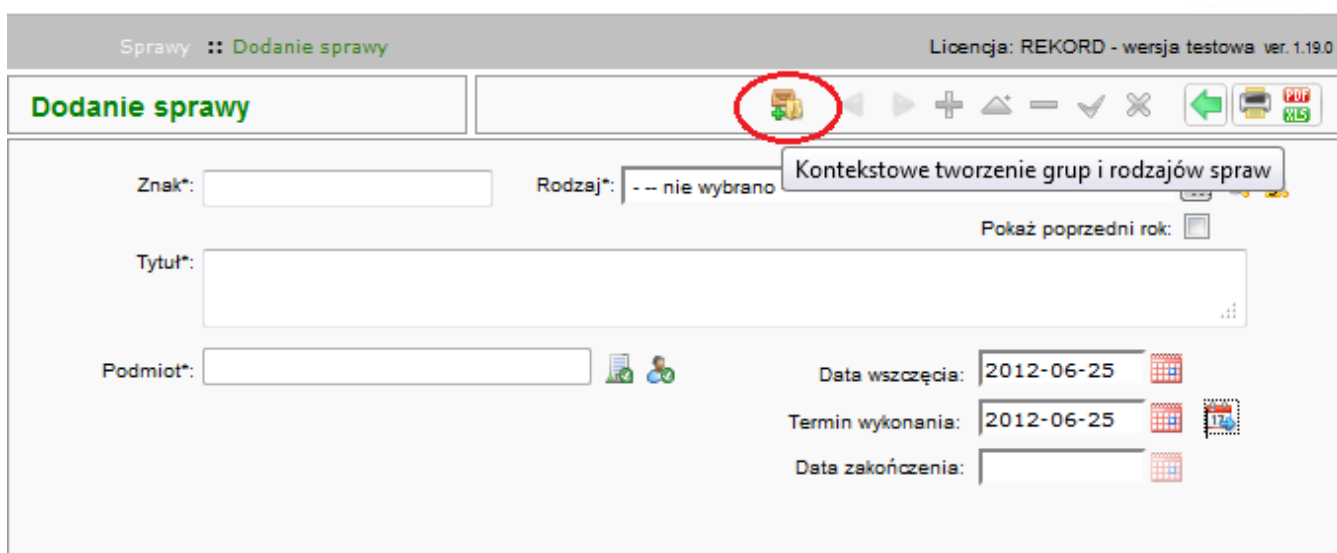 Sprawy :: Dodanie sprawy
Licencja: REKORD - wersja testowa ver. 1.19.0
Dodanie sprawy
PDF
XLS
Kontekstowe tworzenie grup i rodzajów spraw
Znak*:
Rodzaj*: - -- nie wybrano
Pokaż poprzedni rok:
Tytuł*:
Podmiot*:
Data wszczęcia: 2012-06-25
Termin wykonania: 2012-06-25
17
Data zakończenia: